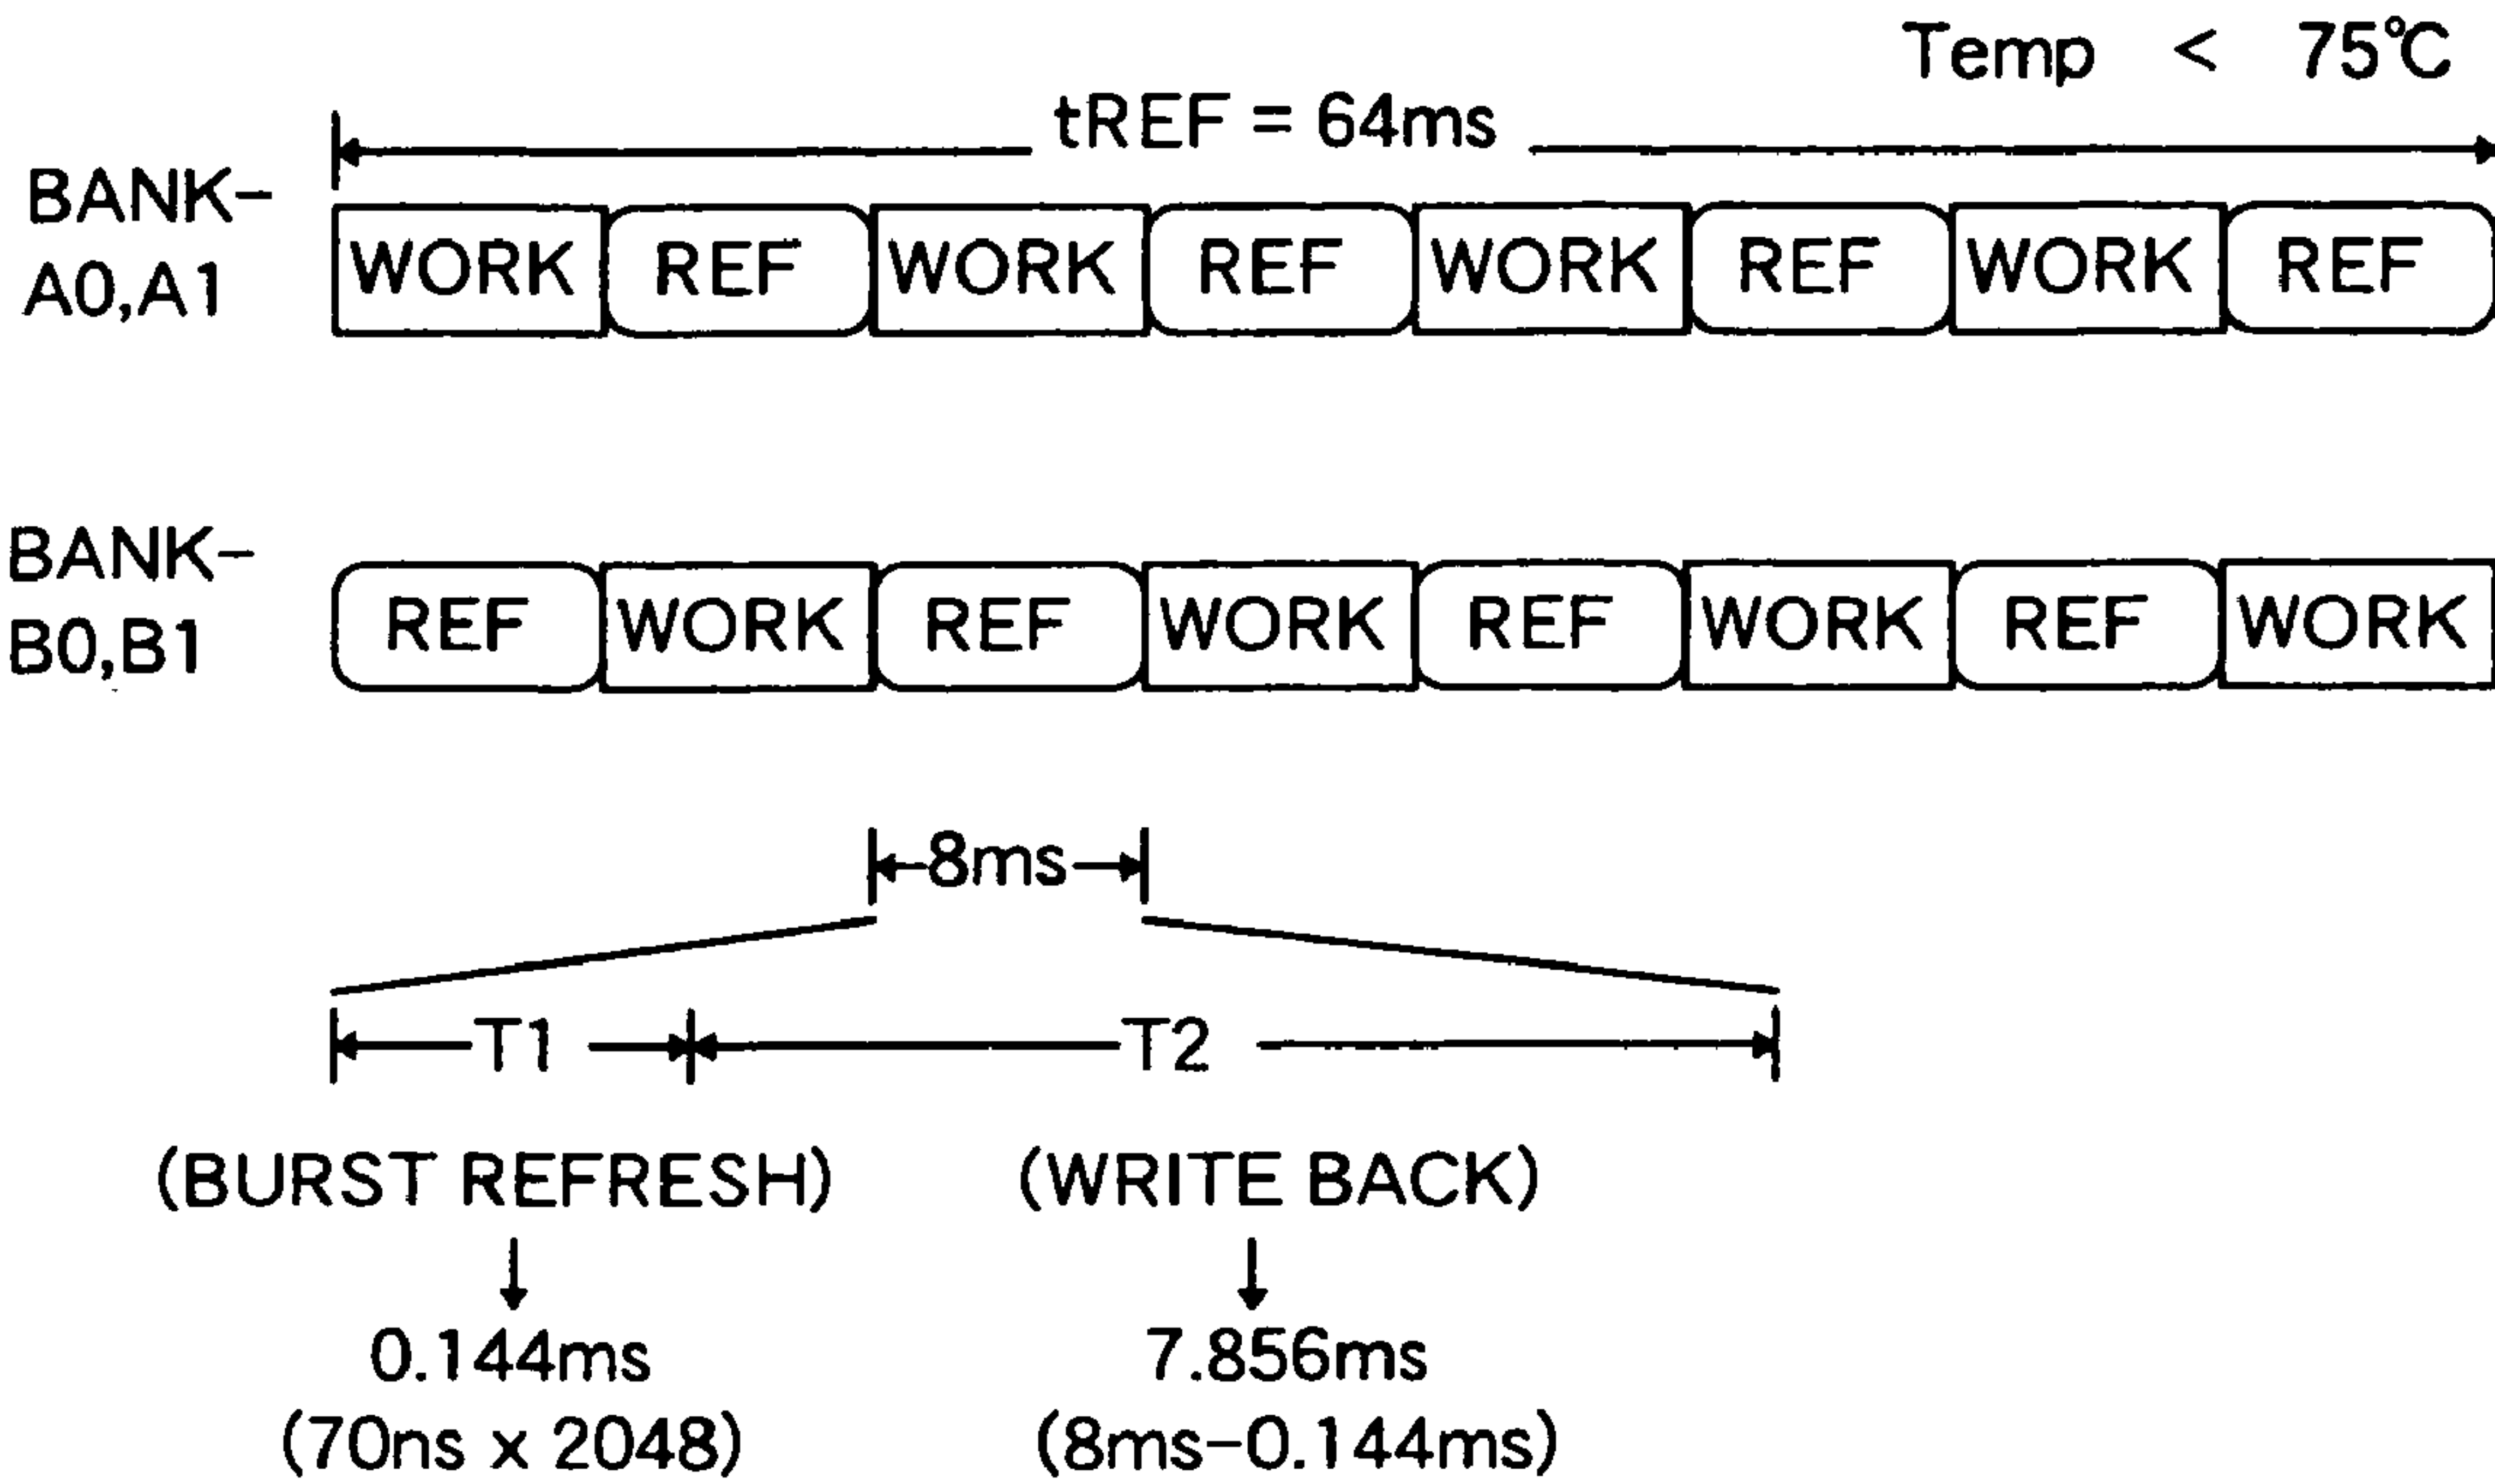 Temp < 75°C
tREF = 64ms
BANK-
A0,A1
WORK REF WORK REF WORK REF WORK REF
BANK-
B0,B1
REF WORK REF WORK REF WORK REF WORK
8ms
T1 T2
(BURST REFRESH) (WRITE BACK)
0.144ms 7.856ms
(70ns x 2048) (8ms-0.144ms)